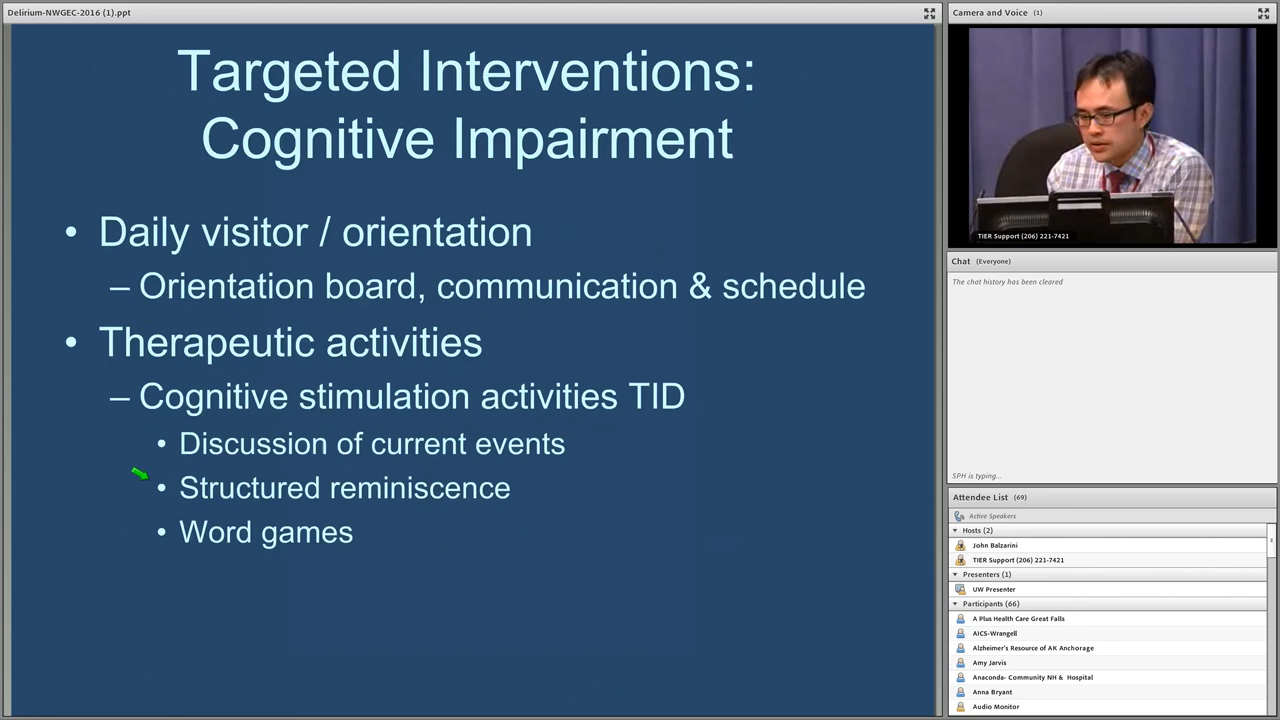 Delirium-NWGEC-2016 (1).ppt
Targeted Interventions:
Cognitive Impairment
• Daily visitor / orientation
– Orientation board, communication & schedule
• Therapeutic activities
– Cognitive stimulation activities TID
• Discussion of current events
• Structured reminiscence
• Word games
Camera and Voice (1)
TIER Support (206) 221-7421
Chat (Everyone)
The chat history has been cleared
SPH is typing...
Attendee List (69)
Active Speakers
Hosts (2)
John Balzarini
TIER Support (206) 221-7421
Presenters (1)
UW Presenter
Participants (66)
A Plus Health Care Great Falls
AICS-Wrangell
Alzheimer's Resource of AK Anchorage
Amy Jarvis
Anaconda- Community NH & Hospital
Anna Bryant
Audio Monitor